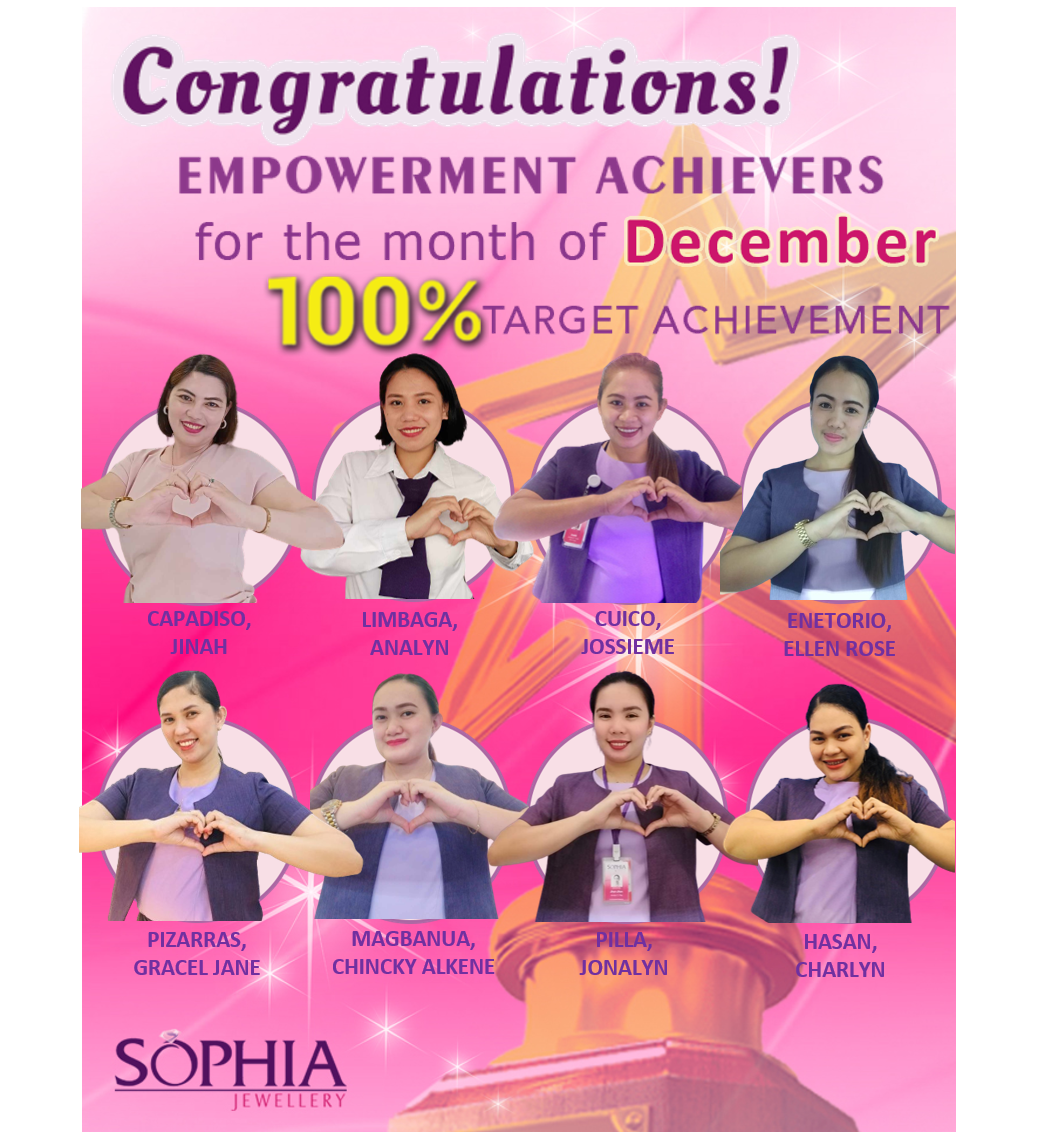 Congratulations!
EMPOWERMENT ACHIEVERS
for the month of December
100% TARGET ACHIEVEMENT
CAPADISO,
JINAH
LIMBAGA,
ANALYN
CUICO,
JOSSIEME
ENETORIO,
ELLEN ROSE
PIZARRAS,
GRACEL JANE
MAGBANUA,
CHINCKY ALKENE
SOPHIA
PILLA,
JONALYN
HASAN,
CHARLYN
SOPHIA
JEWELLERY